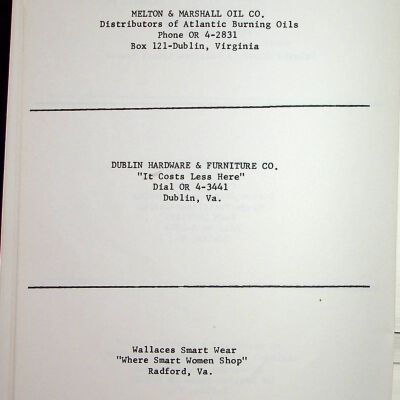 MELTON & MARSHALL OIL CO.
Distributors of Atlantic Burning Oils
Phone OR 4-2831
Box 121-Dublin, Virginia
DUBLIN HARDWARE & FURNITURE CO.
"It Costs Less Here"
Dial OR 4-3441
Dublin, Va.
Wallaces Smart Wear
"Where Smart Women Shop"
Radford, Va.